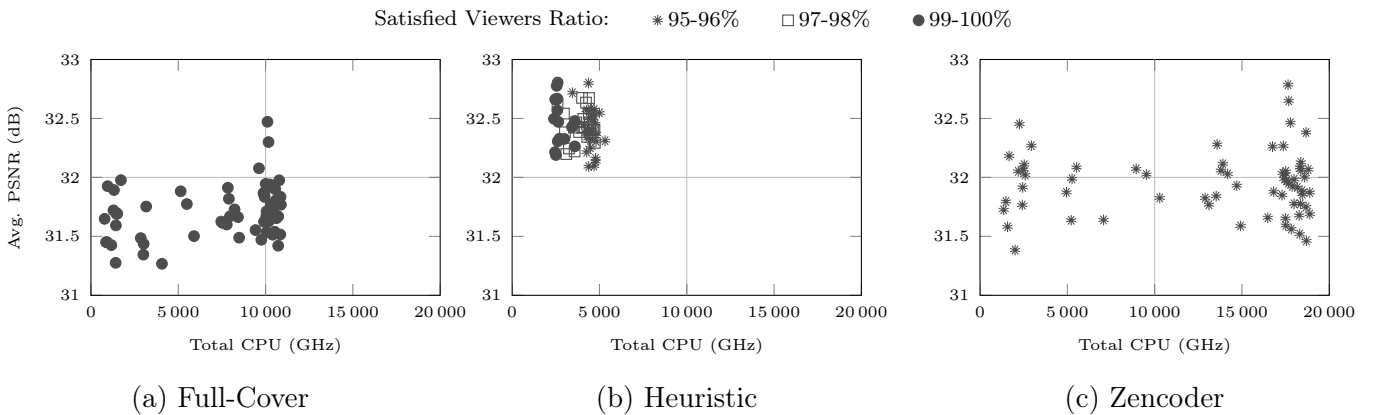 Satisfied Viewers Ratio: 95-96% 97-98% 99-100%
Avg. PSNR (dB)
33
32.5
32
31.5
31
0 5 000 10 000 15 000 20 000
Total CPU (GHz)
(a) Full-Cover
33
32.5
32
31.5
31
0 5 000 10 000 15 000 20 000
Total CPU (GHz)
(b) Heuristic
33
32.5
32
31.5
31
0 5 000 10 000 15 000 20 000
Total CPU (GHz)
(c) Zencoder